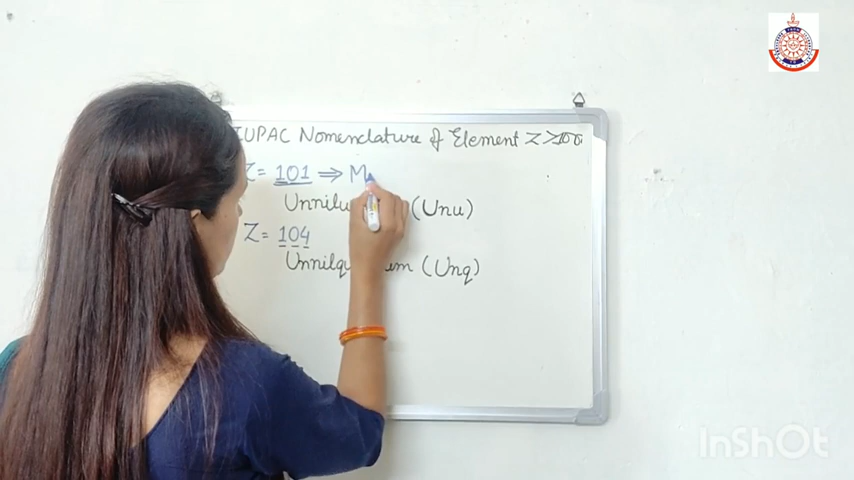 IUPAC Nomenclature of Element Z >100
Z = 101 ⇒ M
(Unu)
Z = 104
(Unq)
InShOt